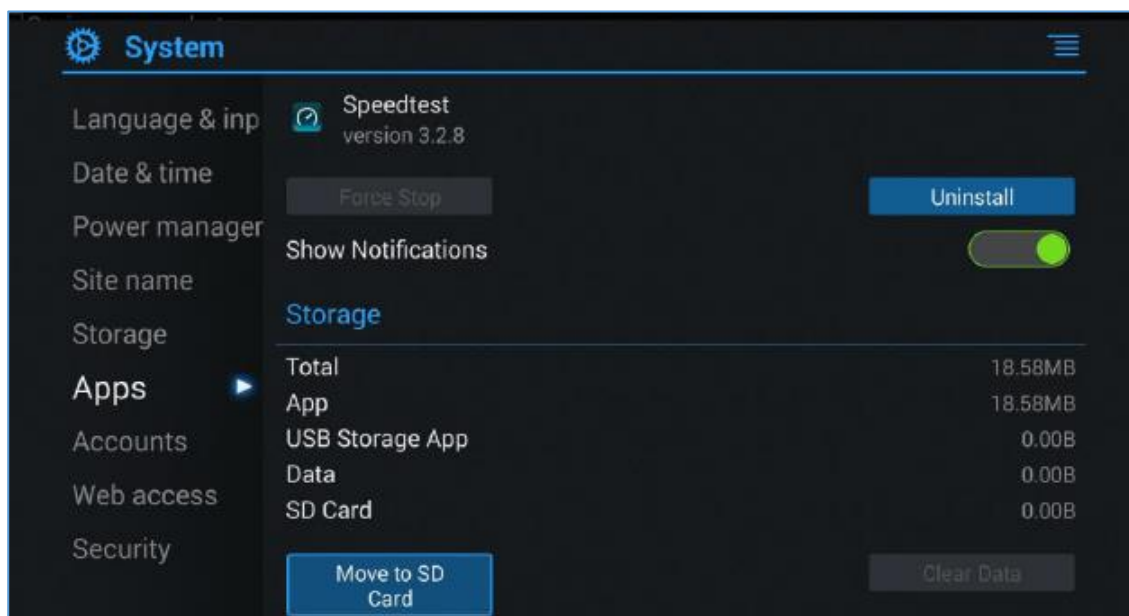 System
Language & inp
Date & time
Power manager
Site name
Storage
Apps
Accounts
Web access
Security
Speedtest
version 3.2.8
Force Stop
Uninstall
Show Notifications
Storage
Total 18.58MB
App 18.58MB
USB Storage App 0.00B
Data 0.00B
SD Card 0.00B
Move to SD
Card
Clear Data